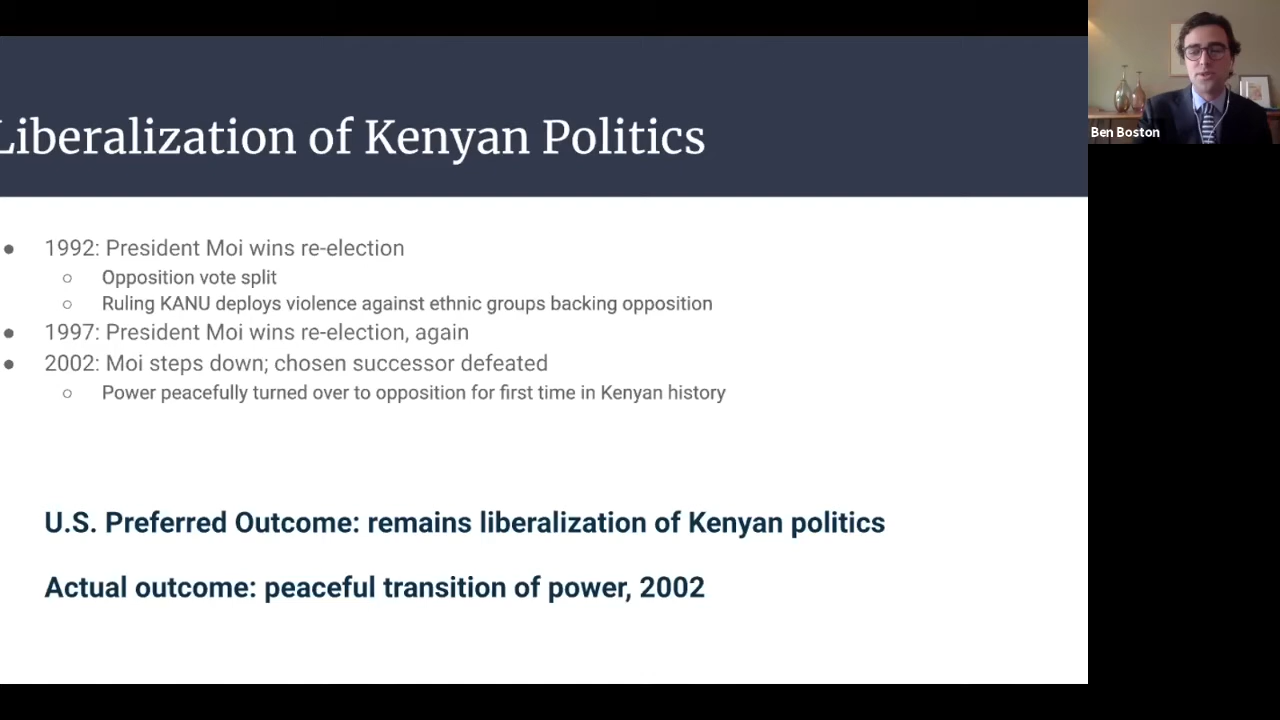 Liberalization of Kenyan Politics
Ben Boston
● 1992: President Moi wins re-election
○ Opposition vote split
○ Ruling KANU deploys violence against ethnic groups backing opposition
● 1997: President Moi wins re-election, again
● 2002: Moi steps down; chosen successor defeated
○ Power peacefully turned over to opposition for first time in Kenyan history
U.S. Preferred Outcome: remains liberalization of Kenyan politics
Actual outcome: peaceful transition of power, 2002